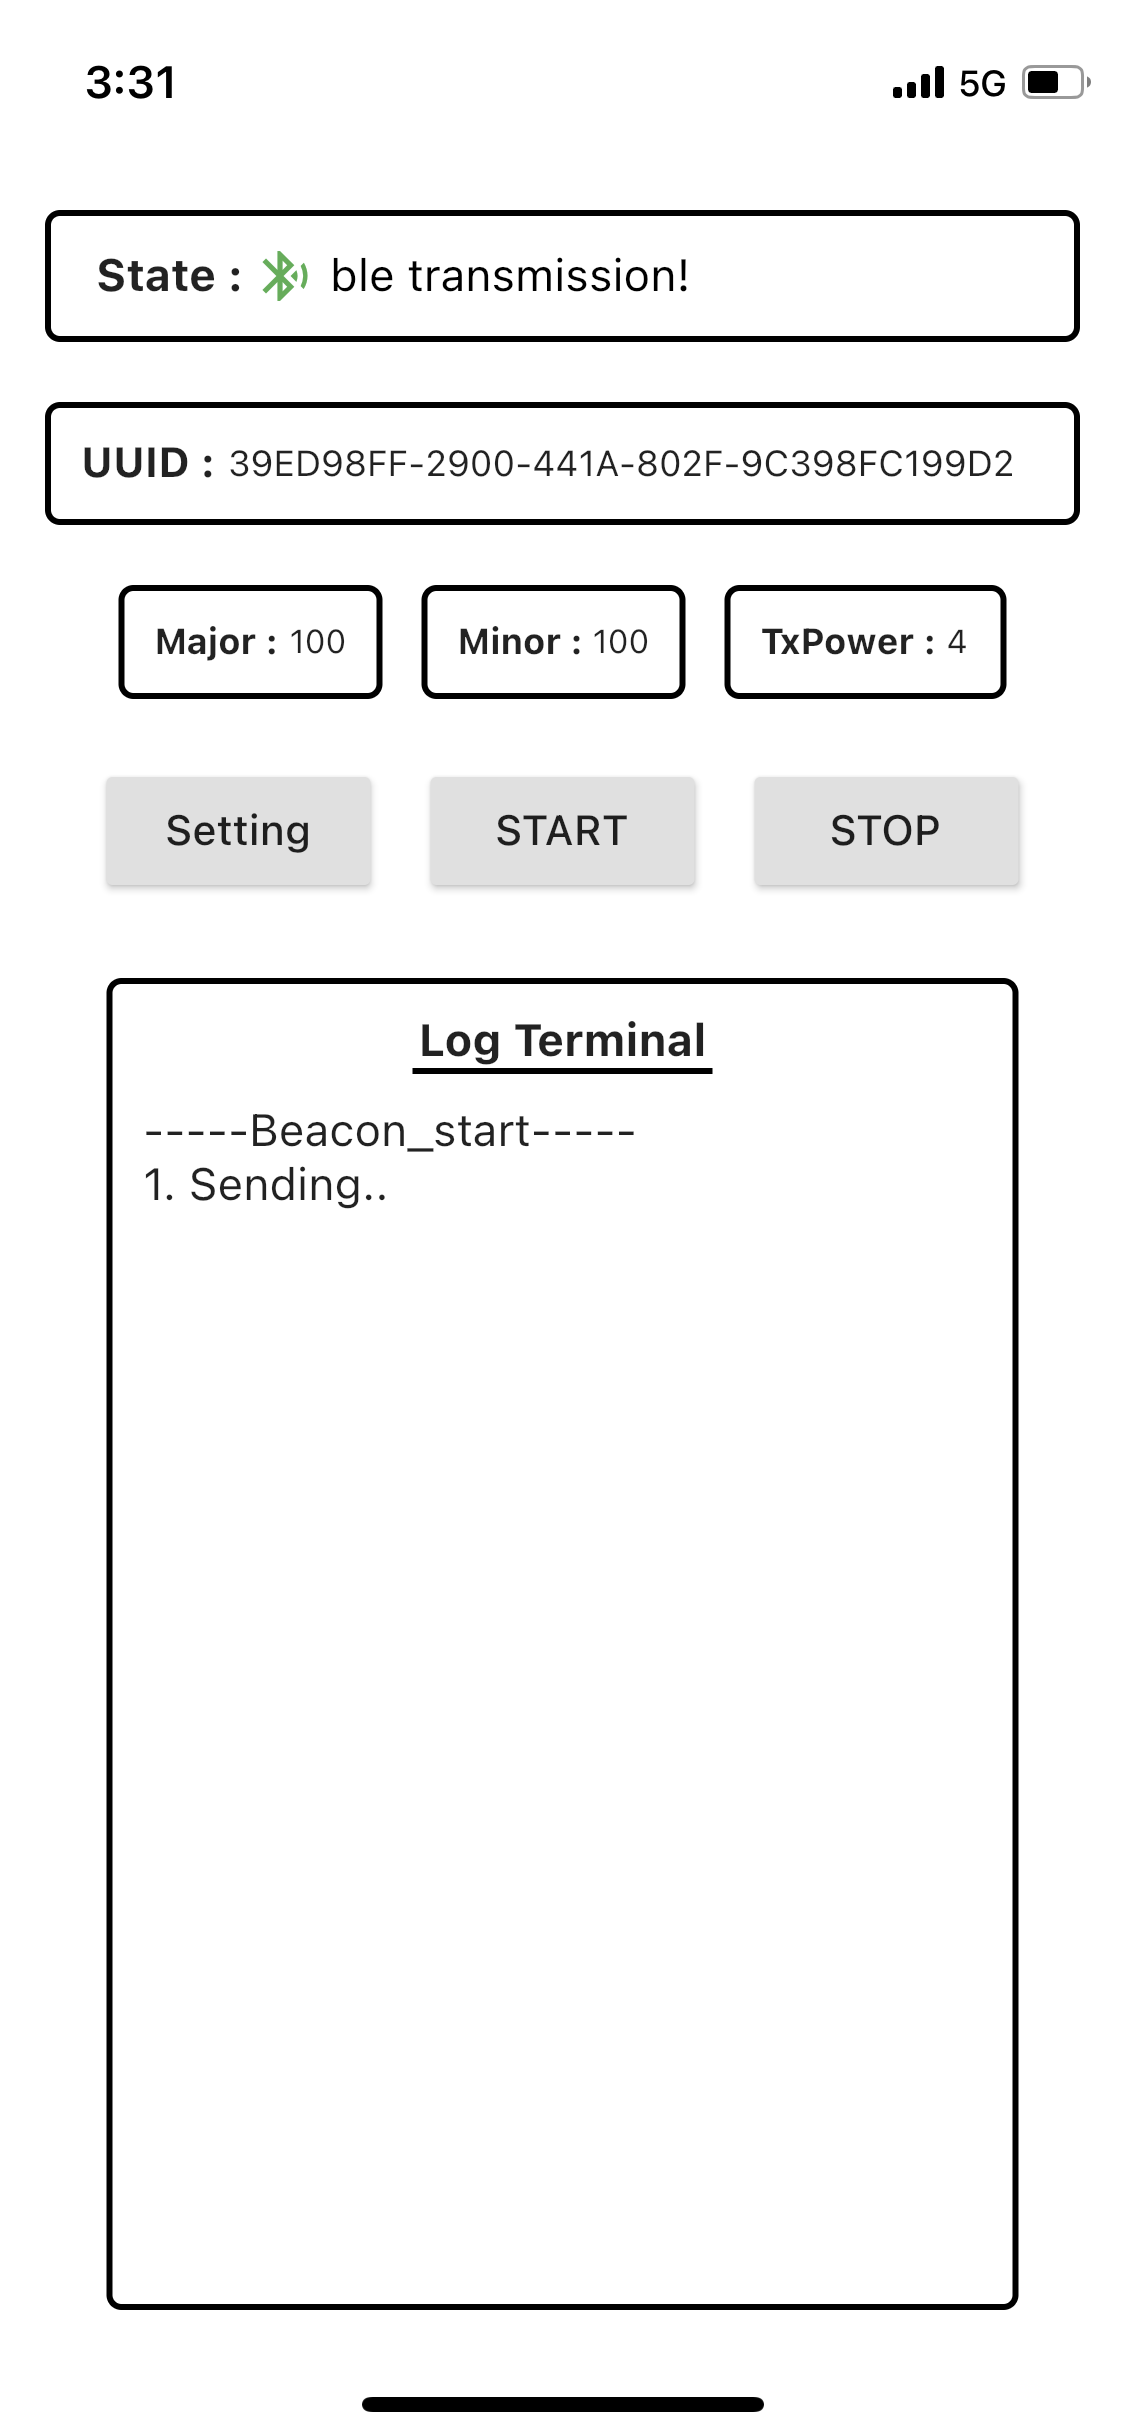 3:31 5G
State : ble transmission!
UUID : 39ED98FF-2900-441A-802F-9C398FC199D2
Major : 100 Minor : 100 TxPower : 4
Setting START STOP
Log Terminal
-----Beacon_start-----
1. Sending..